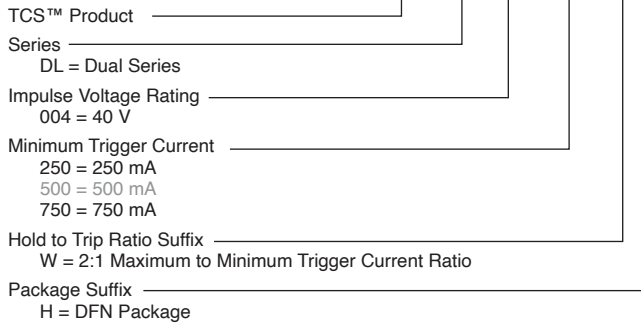 TCS™ Product
Series
DL = Dual Series
Impulse Voltage Rating
004 = 40 V
Minimum Trigger Current
250 = 250 mA
500 = 500 mA
750 = 750 mA
Hold to Trip Ratio Suffix
W = 2:1 Maximum to Minimum Trigger Current Ratio
Package Suffix
H = DFN Package